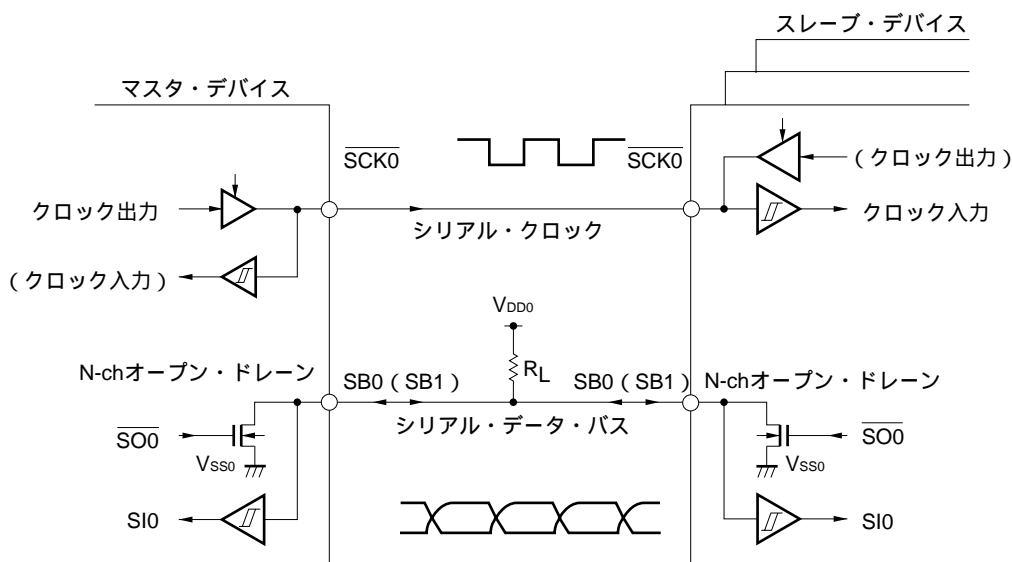 スレーブ・デバイス
マスタ・デバイス
SCK0
SCK0
(クロック出力)
クロック出力
シリアル・クロック
クロック入力
(クロック入力)
VDD0
RL
N-chオープン・ドレーン
SB0(SB1)
SB0(SB1)
N-chオープン・ドレーン
シリアル・データ・バス
SO0
VSS0
VSS0
SO0
SI0
SI0